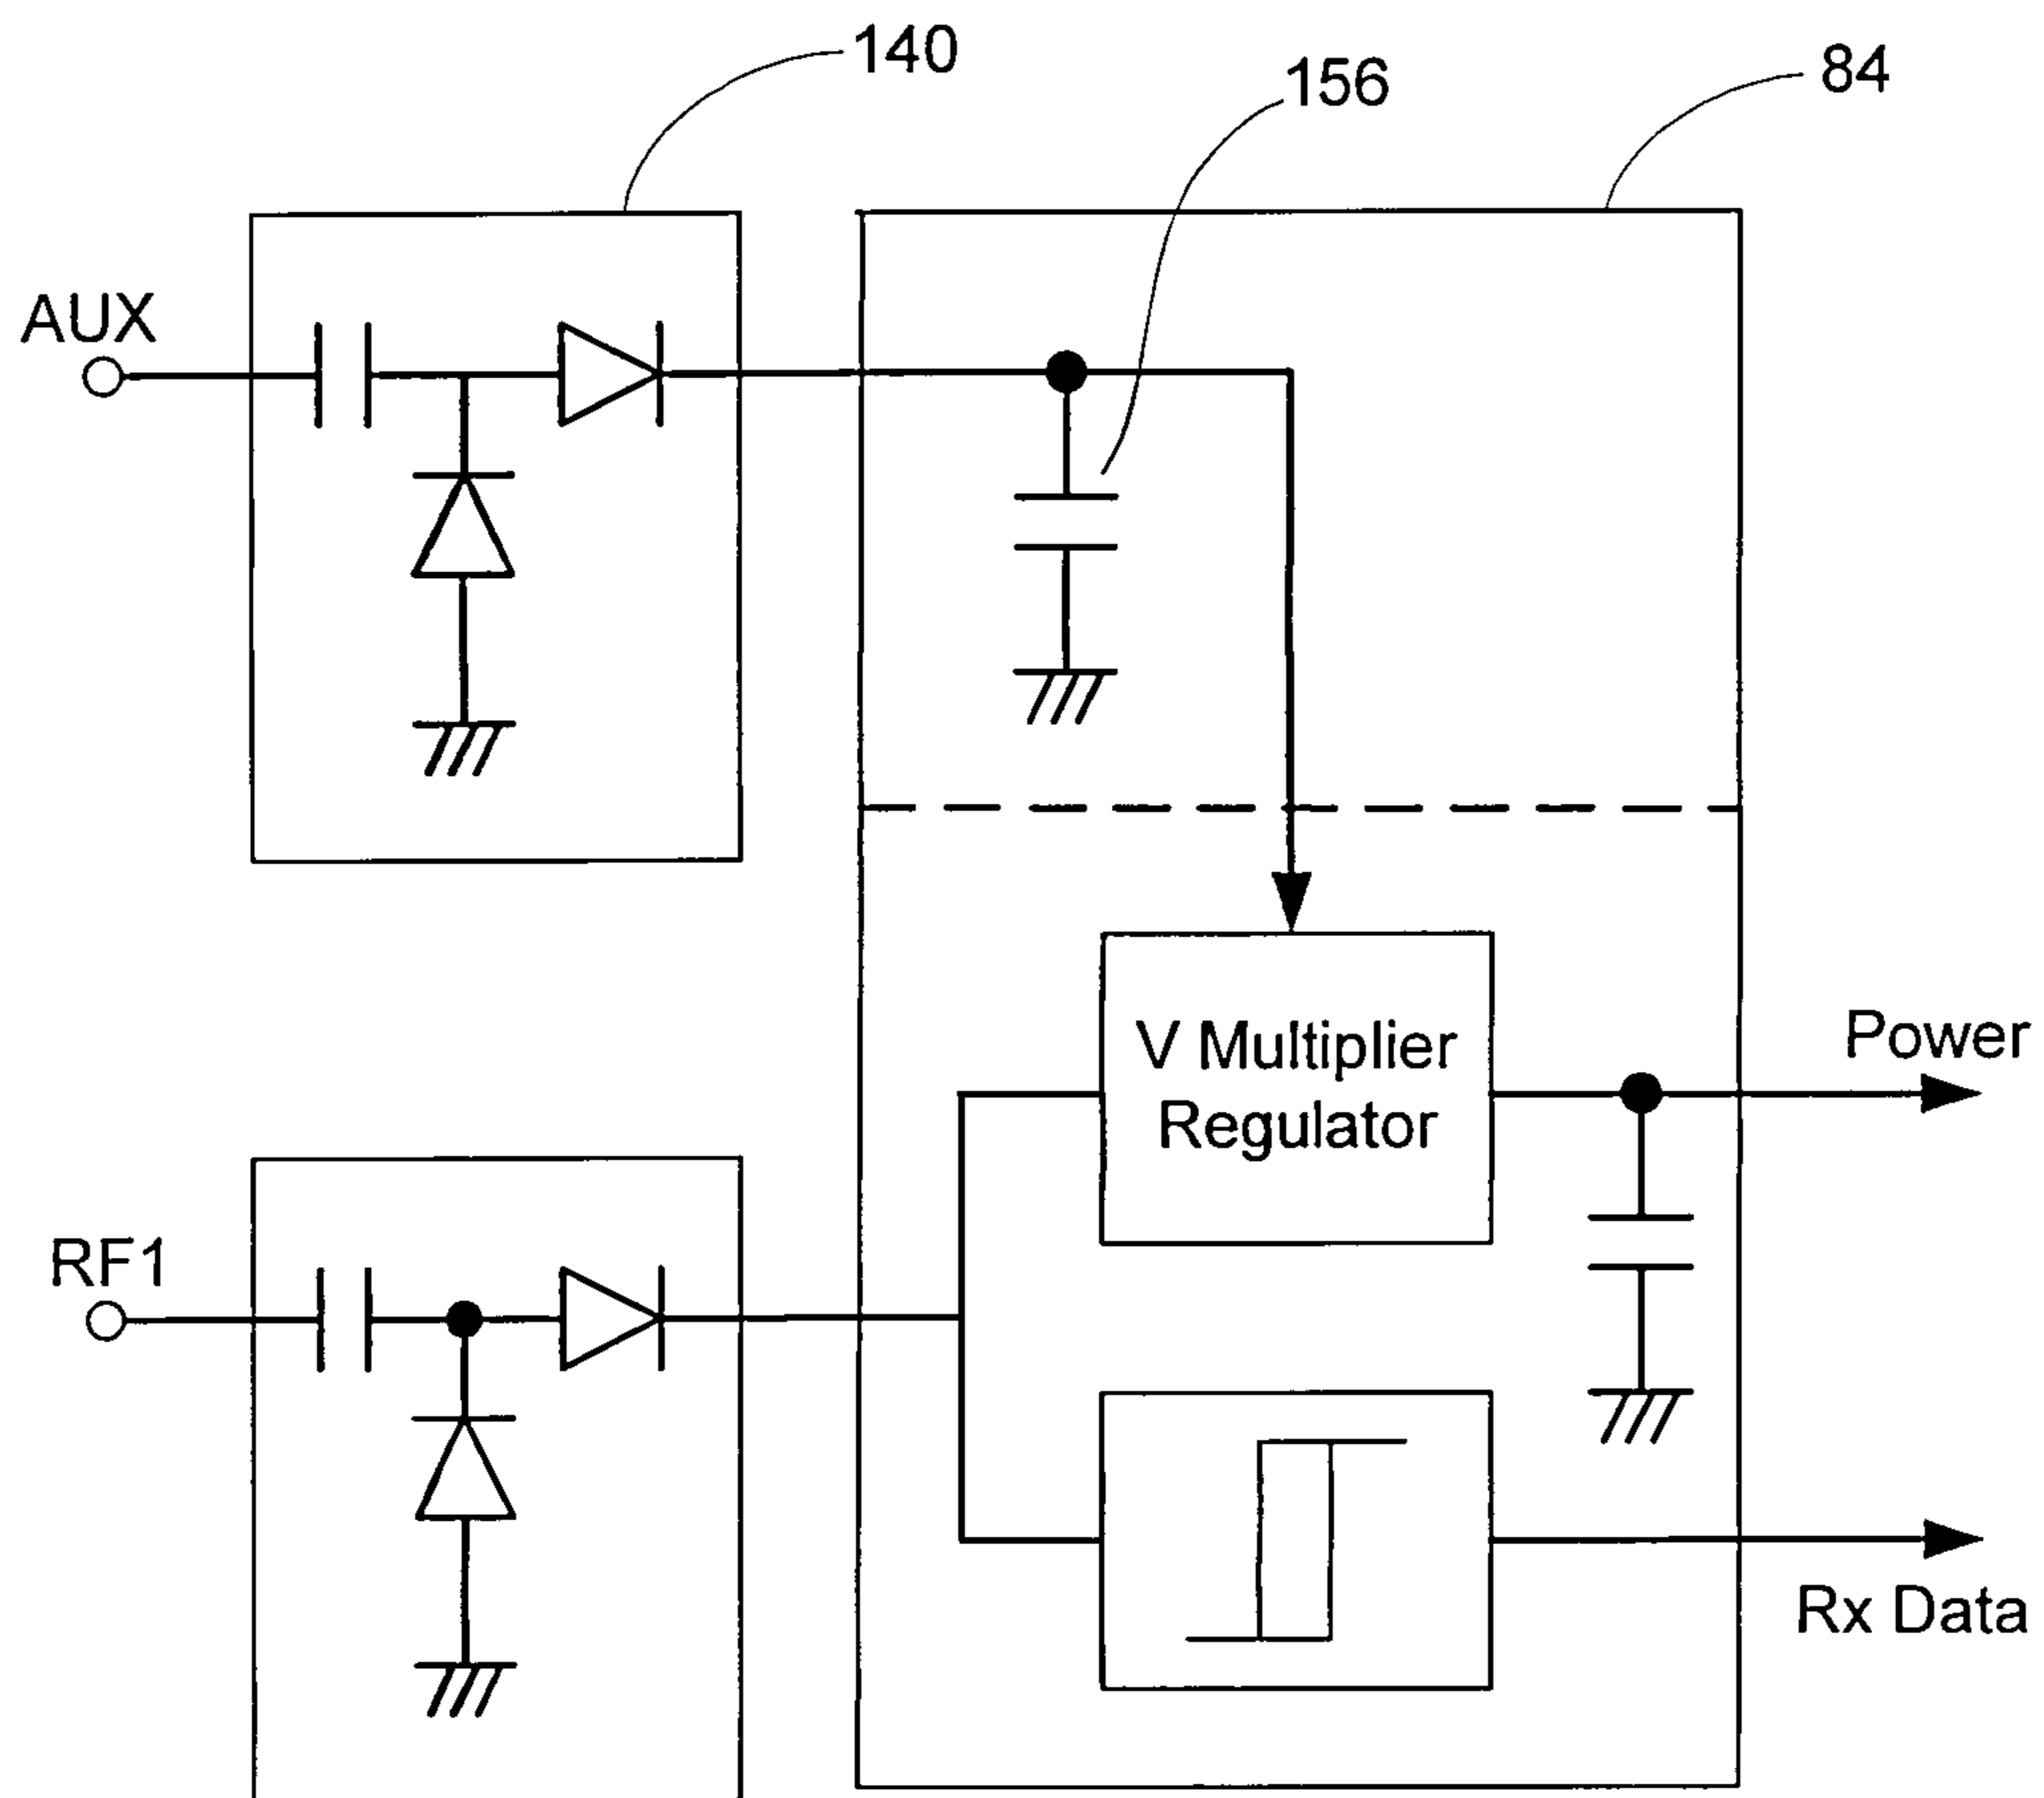 140
156
84
AUX
V Multiplier
Regulator
Power
RF1
Rx Data